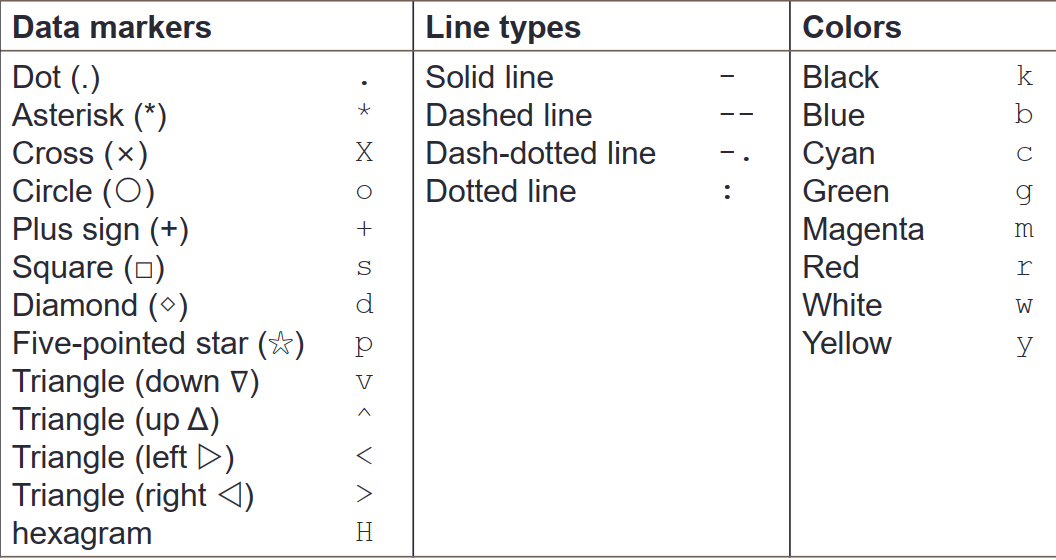 Data markers Line types Colors
Dot (.) . Solid line - Black k
Asterisk (*) * Dashed line -- Blue b
Cross (×) X Dash-dotted line -. Cyan c
Circle (○) o Dotted line : Green g
Plus sign (+) + Magenta m
Square (□) s Red r
Diamond (◇) d White w
Five-pointed star (☆) p Yellow y
Triangle (down ∇) v
Triangle (up Δ) ^
Triangle (left ▷) <
Triangle (right ◁) >
hexagram H